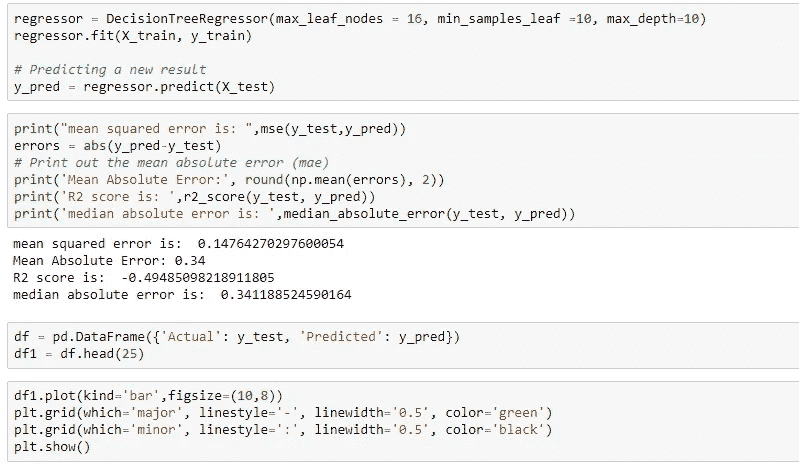 regressor = DecisionTreeRegressor(max_leaf_nodes = 16, min_samples_leaf =10, max_depth=10)
regressor.fit(X_train, y_train)
# Predicting a new result
y_pred = regressor.predict(X_test)
print("mean squared error is: ",mse(y_test,y_pred))
errors = abs(y_pred-y_test)
# Print out the mean absolute error (mae)
print('Mean Absolute Error:', round(np.mean(errors), 2))
print('R2 score is: ',r2_score(y_test, y_pred))
print('median absolute error is: ',median_absolute_error(y_test, y_pred))
mean squared error is:  0.14764270297600054
Mean Absolute Error: 0.34
R2 score is:  -0.49485098218911805
median absolute error is:  0.341188524590164
df = pd.DataFrame({'Actual': y_test, 'Predicted': y_pred})
df1 = df.head(25)
df1.plot(kind='bar',figsize=(10,8))
plt.grid(which='major', linestyle='-', linewidth='0.5', color='green')
plt.grid(which='minor', linestyle=':', linewidth='0.5', color='black')
plt.show()